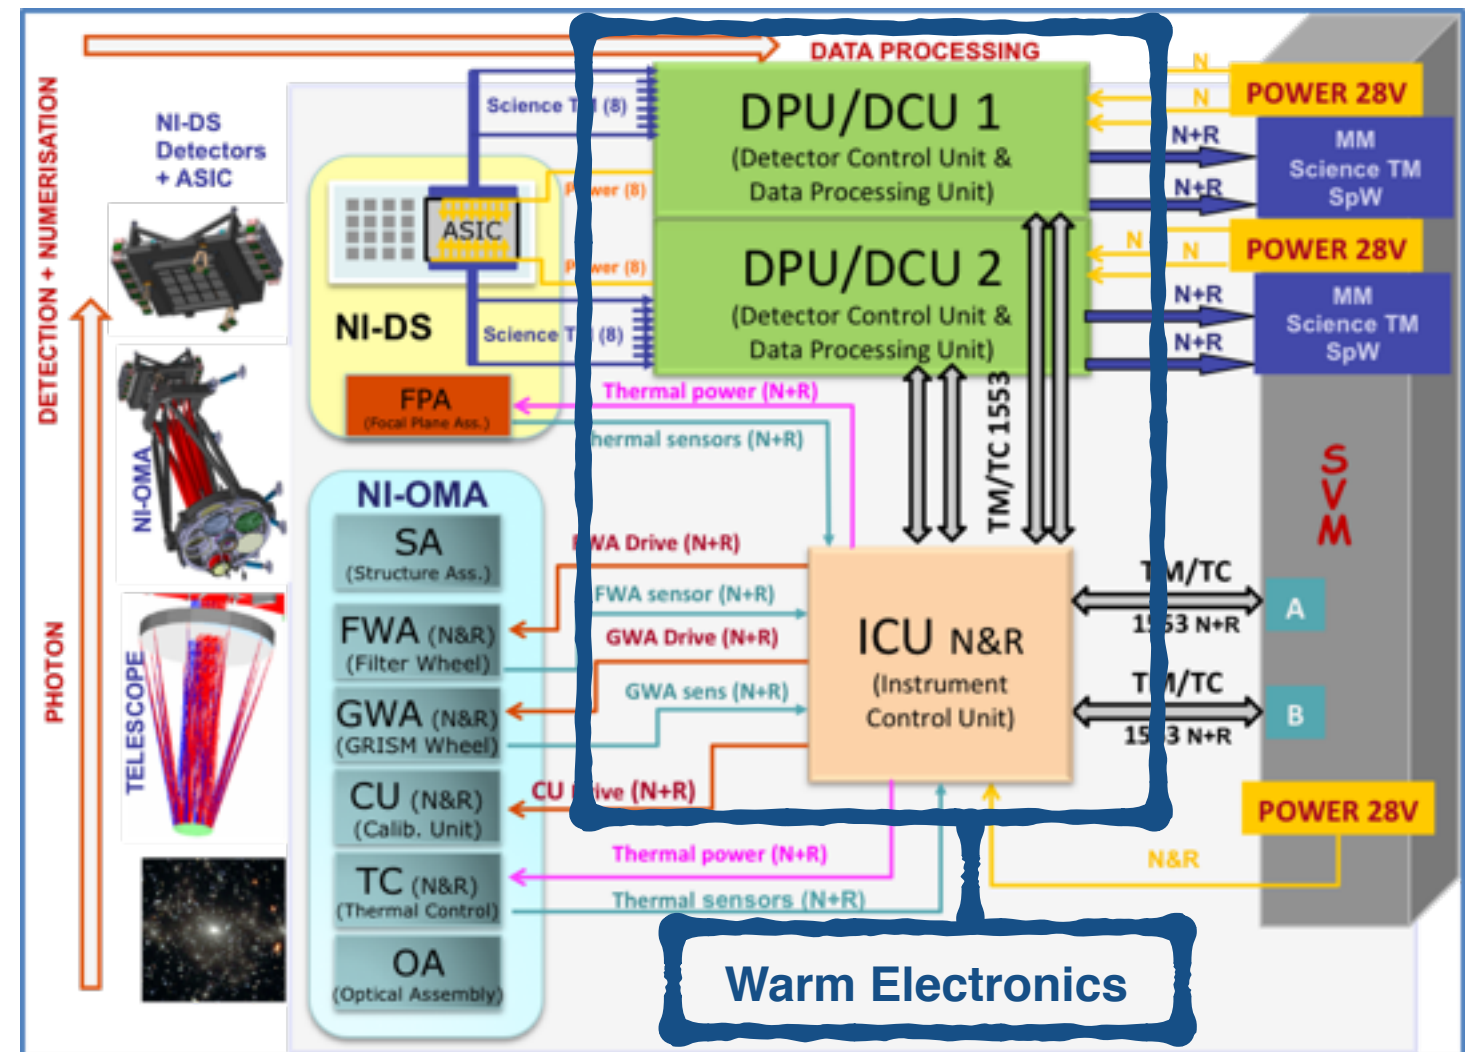 DATA PROCESSING
DETECTION + NUMERISATION
PHOTON
NI-DS
Detectors
+ ASIC
NI-OMA
TELESCOPE
Science TM (8)
Power (8)
ASIC
Power (8)
NI-DS
Science TM (8)
FPA
(Focal Plane Ass.)
DPU/DCU 1
(Detector Control Unit &
Data Processing Unit)
DPU/DCU 2
(Detector Control Unit &
Data Processing Unit)
N
N
POWER 28V
N+R
N+R
MM
Science TM
SpW
N
N
POWER 28V
N+R
N+R
MM
Science TM
SpW
Thermal power (N+R)
Thermal sensors (N+R)
TM/TC 1553
SVM
NI-OMA
SA
(Structure Ass.)
FWA (N&R)
(Filter Wheel)
GWA (N&R)
(GRISM Wheel)
CU (N&R)
(Calib. Unit)
TC (N&R)
(Thermal Control)
OA
(Optical Assembly)
FWA Drive (N+R)
FWA sensor (N+R)
GWA Drive (N+R)
GWA sens (N+R)
CU Drive (N+R)
Thermal power (N+R)
Thermal sensors (N+R)
ICU N&R
(Instrument
Control Unit)
TM/TC
1553 N+R
A
TM/TC
1553 N+R
B
POWER 28V
N&R
Warm Electronics